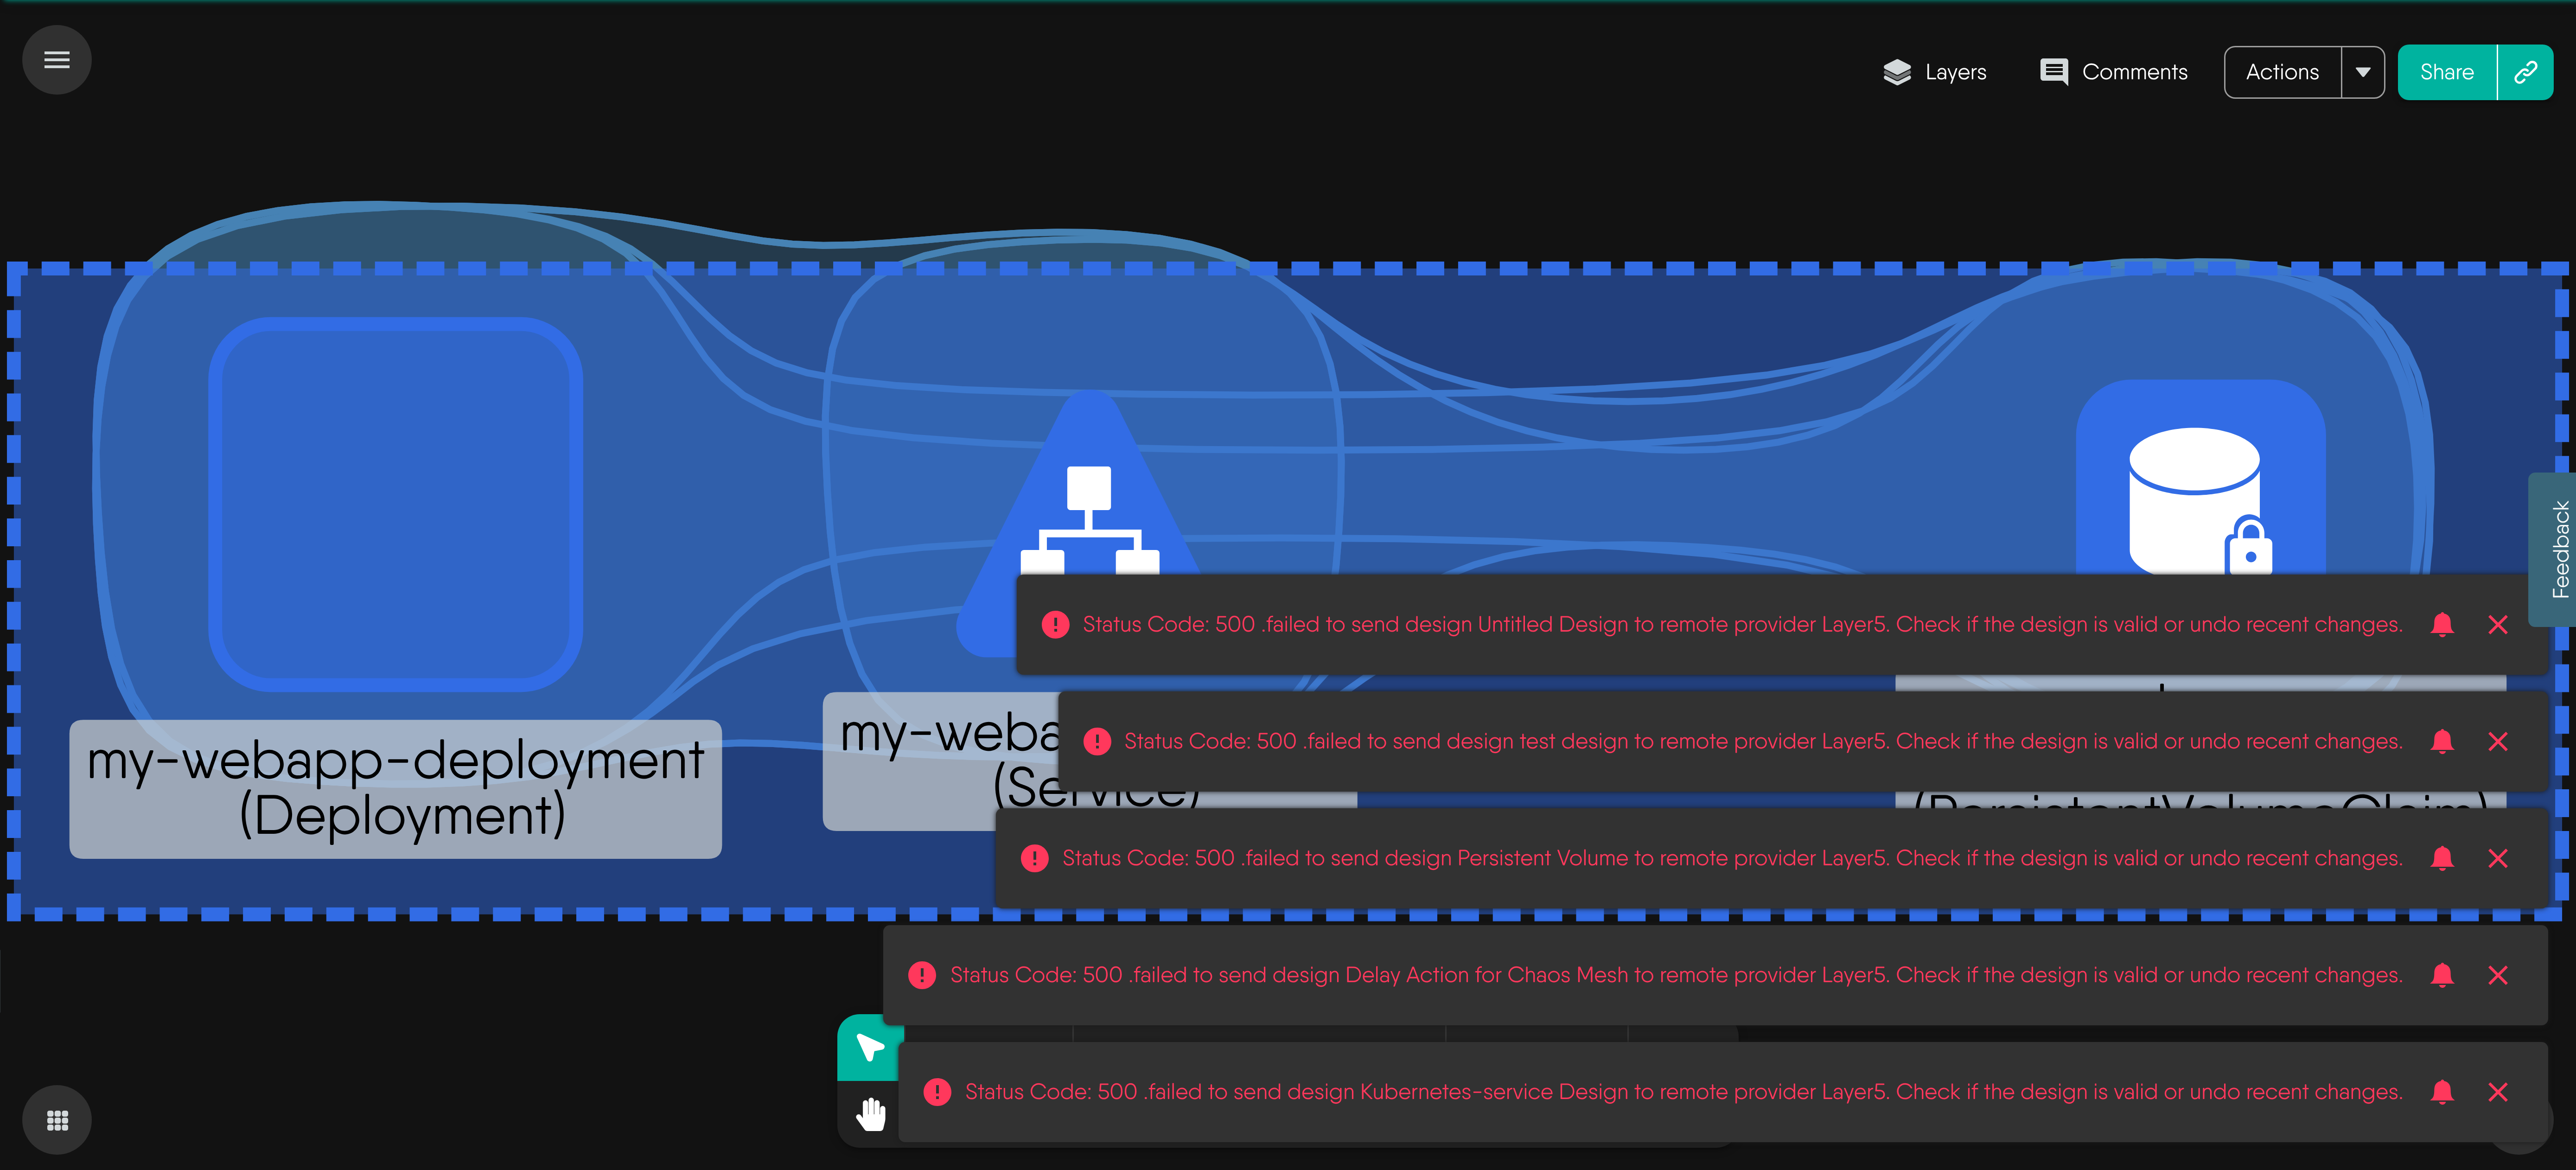 Layers
Comments
Actions
Share
Feedback
my-webapp-deployment
(Deployment)
(Service)
(PersistentVolumeClaim)
Status Code: 500 .failed to send design Untitled Design to remote provider Layer5. Check if the design is valid or undo recent changes.
Status Code: 500 .failed to send design test design to remote provider Layer5. Check if the design is valid or undo recent changes.
Status Code: 500 .failed to send design Persistent Volume to remote provider Layer5. Check if the design is valid or undo recent changes.
Status Code: 500 .failed to send design Delay Action for Chaos Mesh to remote provider Layer5. Check if the design is valid or undo recent changes.
Status Code: 500 .failed to send design Kubernetes-service Design to remote provider Layer5. Check if the design is valid or undo recent changes.